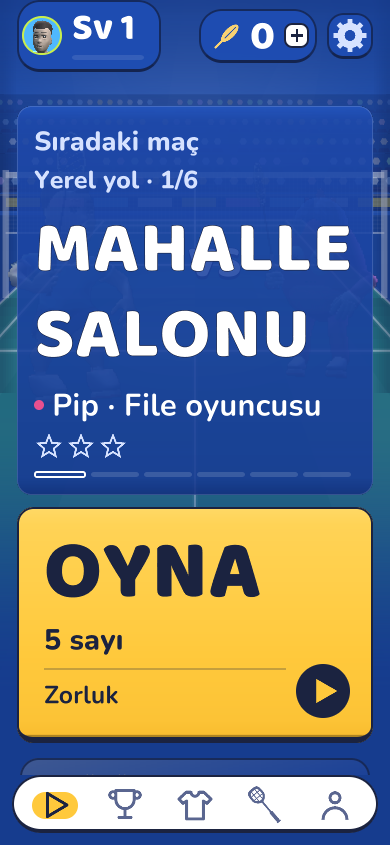 Sv 1
0
Sıradaki maç
Yerel yol · 1/6
MAHALLE
SALONU
Pip · File oyuncusu
OYNA
5 sayı
Zorluk